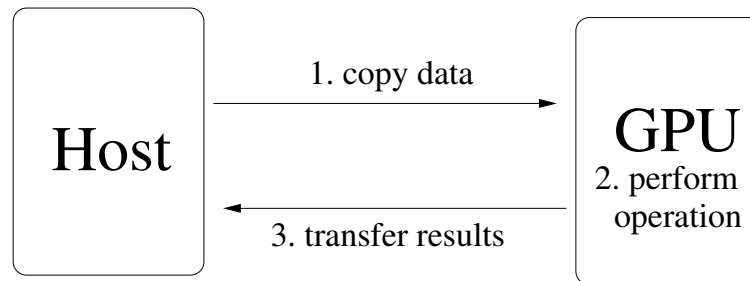 1. copy data
Host
GPU
2. perform
operation
3. transfer results